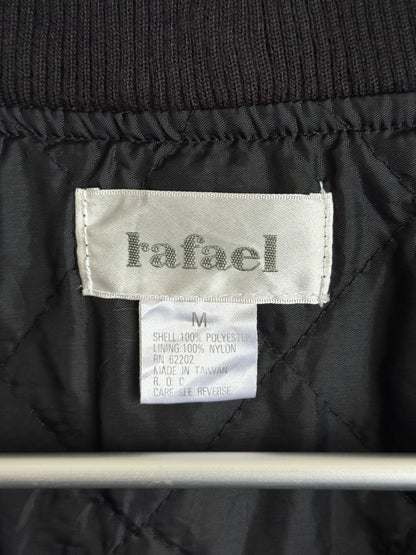 rafael
M
SHELL 100% POLYESTER
LINING 100% NYLON
RN 62202
MADE IN TAIWAN
R. O. C
CARE SEE REVERSE